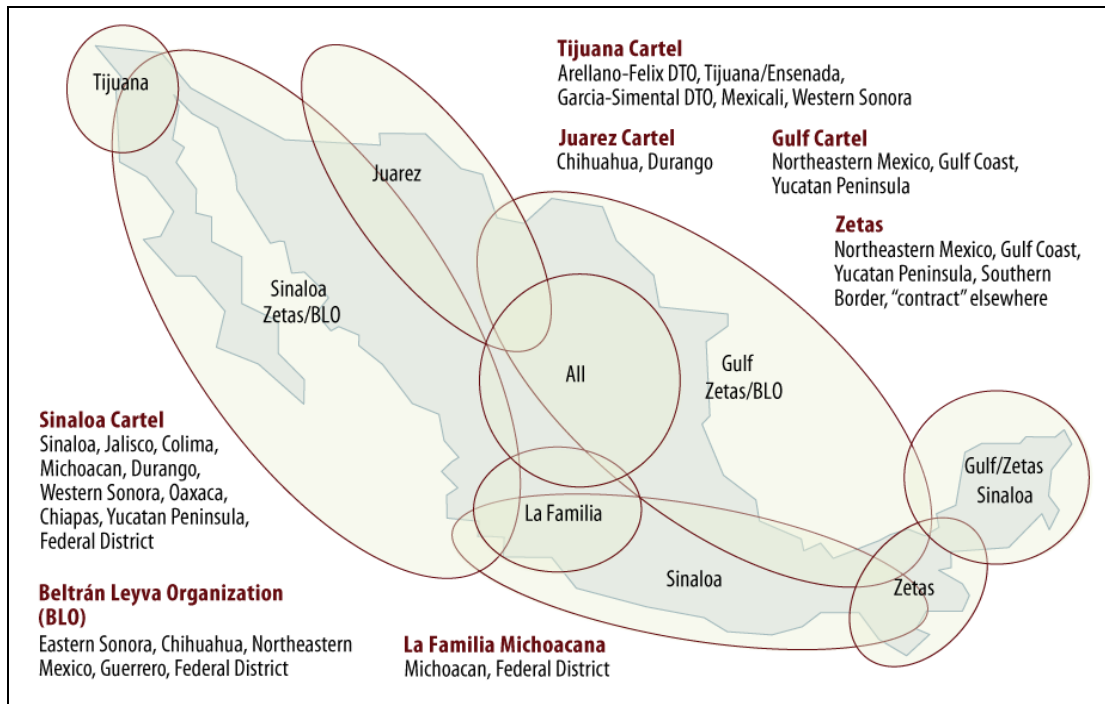 Tijuana
Tijuana Cartel
Arellano-Felix DTO, Tijuana/Ensenada,
Garcia-Simental DTO, Mexicali, Western Sonora
Juarez Cartel
Chihuahua, Durango
Gulf Cartel
Northeastern Mexico, Gulf Coast,
Yucatan Peninsula
Juarez
Zetas
Northeastern Mexico, Gulf Coast,
Yucatan Peninsula, Southern
Border, “contract” elsewhere
Sinaloa
Zetas/BLO
All
Gulf
Zetas/BLO
Sinaloa Cartel
Sinaloa, Jalisco, Colima,
Michoacan, Durango,
Western Sonora, Oaxaca,
Chiapas, Yucatan Peninsula,
Federal District
Gulf/Zetas
Sinaloa
La Familia
Sinaloa
Zetas
Beltrán Leyva Organization
(BLO)
Eastern Sonora, Chihuahua, Northeastern
Mexico, Guerrero, Federal District
La Familia Michoacana
Michoacan, Federal District